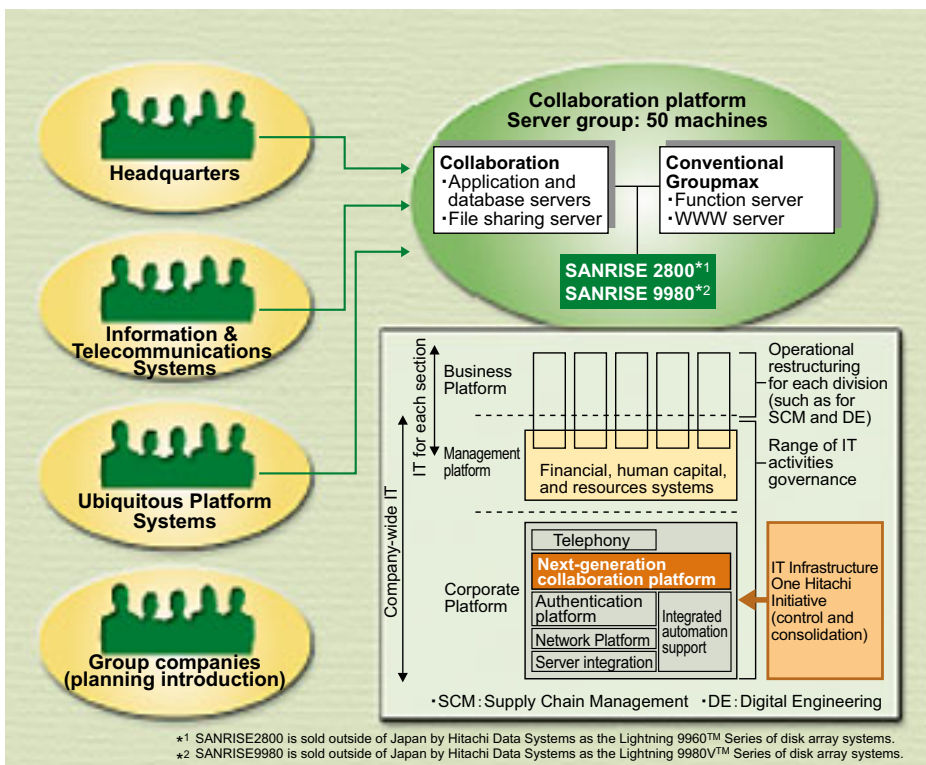 Headquarters
Information &
Telecommunications
Systems
Ubiquitous Platform
Systems
Group companies
(planning introduction)
Collaboration platform
Server group: 50 machines
Collaboration
・Application and
database servers
・File sharing server
Conventional
Groupmax
・Function server
・WWW server
SANRISE 2800*1
SANRISE 9980*2
IT for each section
Company-wide IT
Business
Platform
Management
platform
Corporate
Platform
Financial, human capital,
and resources systems
Telephony
Next-generation
collaboration platform
Authentication
platform
Network Platform
Server integration
Integrated
automation
support
Operational
restructuring
for each division
(such as for
SCM and DE)
Range of IT
activities
governance
IT Infrastructure
One Hitachi
Initiative
(control and
consolidation)
・SCM: Supply Chain Management ・DE: Digital Engineering
*1 SANRISE2800 is sold outside of Japan by Hitachi Data Systems as the Lightning 9960TM Series of disk array systems.
*2 SANRISE9980 is sold outside of Japan by Hitachi Data Systems as the Lightning 9980VTM Series of disk array systems.